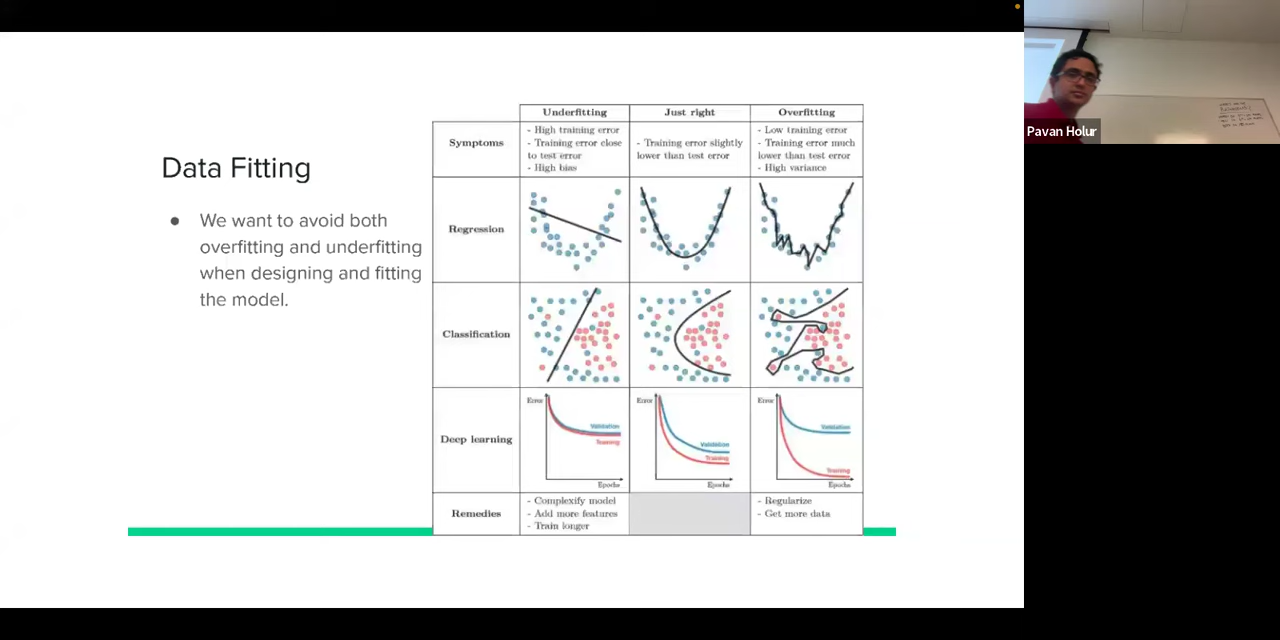 Data Fitting
● We want to avoid both
overfitting and underfitting
when designing and fitting
the model.
Underfitting Just right Overfitting
Symptoms
- High training error
- Training error close
to test error
- High bias
- Training error slightly
lower than test error
- Low training error
- Training error much
lower than test error
- High variance
Regression
Classification
Deep learning
Error
Validation
Training
Epochs
Error
Validation
Training
Epochs
Error
Validation
Training
Epochs
Remedies
- Complexify model
- Add more features
- Train longer
- Regularize
- Get more data
Pavan Holur